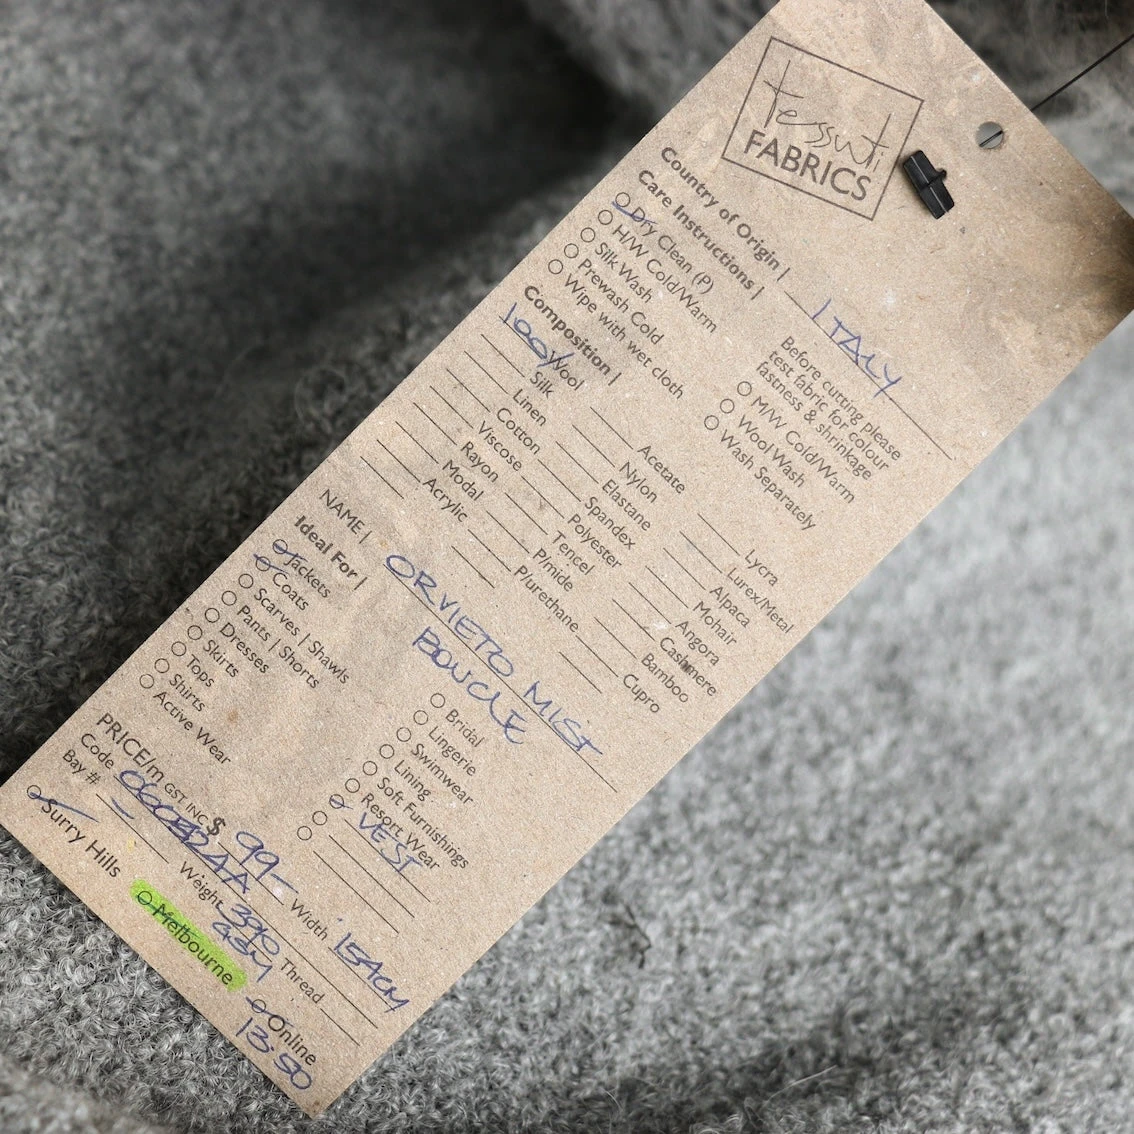 tessuti
FABRICS
Country of Origin | ITALY
Care Instructions |
Dry Clean (P)
H/W Cold/Warm
Silk Wash
Prewash Cold
Wipe with wet cloth
Before cutting please
test fabric for colour
fastness & shrinkage
M/W Cold/Warm
Wool Wash
Wash Separately
Composition |
100% Wool
Silk
Linen
Cotton
Viscose
Rayon
Modal
Acrylic
Acetate
Nylon
Elastane
Spandex
Polyester
Tencel
P/mide
P/urethane
Lycra
Lurex/Metal
Alpaca
Mohair
Angora
Cashmere
Bamboo
Cupro
NAME | ORVIETO MIST
BOUCLE
Ideal For |
Jackets
Coats
Scarves | Shawls
Pants | Shorts
Dresses
Skirts
Tops
Shirts
Active Wear
Bridal
Lingerie
Swimwear
Lining
Soft Furnishings
Resort Wear
VEST
PRICE/m GST INC $ 99- Width 154CM
Code Weight 390
GSM Thread
Bay #
Surry Hills
Melbourne
Online
13.50